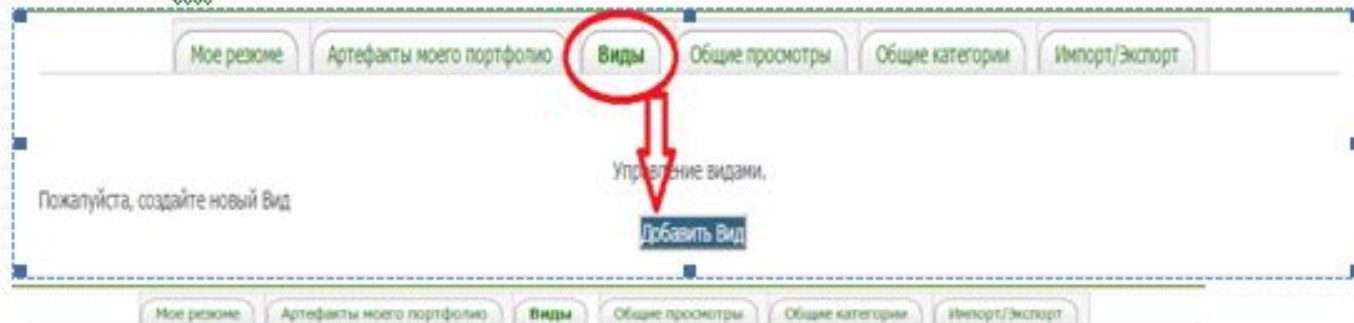 Мое резюме Артефакты моего портфолио Виды Общие просмотры Общие категории Импорт/Экспорт
Управление видами.
Пожалуйста, создайте новый Вид
Добавить Вид
Мое резюме Артефакты моего портфолио Виды Общие просмотры Общие категории Импорт/Экспорт